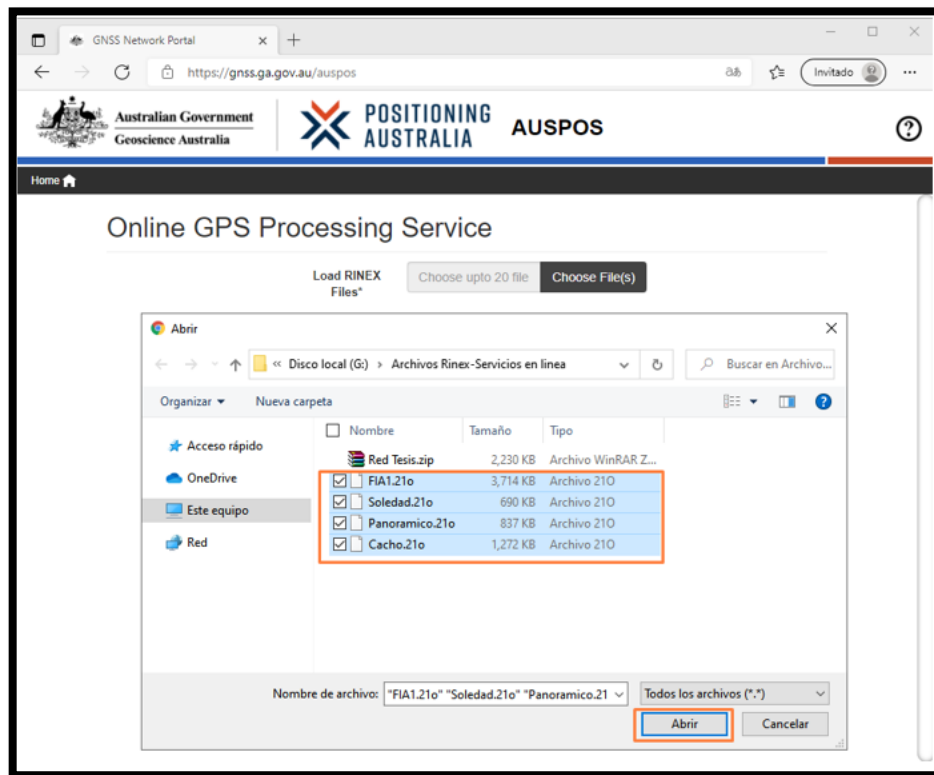 GNSS Network Portal
https://gnss.ga.gov.au/auspos
Invitado
Australian Government
Geoscience Australia
POSITIONING
AUSTRALIA
AUSPOS
Home
Online GPS Processing Service
Load RINEX
Files*
Choose upto 20 file
Choose File(s)
Abrir
« Disco local (G:) > Archivos Rinex-Servicios en linea
Buscar en Archivo...
Organizar
Nueva carpeta
Nombre Tamaño Tipo
Acceso rápido
OneDrive
Este equipo
Red
Red Tesis.zip 2,230 KB Archivo WinRAR Z...
FIA1.21o 3,714 KB Archivo 21O
Soledad.21o 690 KB Archivo 21O
Panoramico.21o 837 KB Archivo 21O
Cacho.21o 1,272 KB Archivo 21O
Nombre de archivo: "FIA1.21o" "Soledad.21o" "Panoramico.21 Todos los archivos (*.*)
Abrir Cancelar